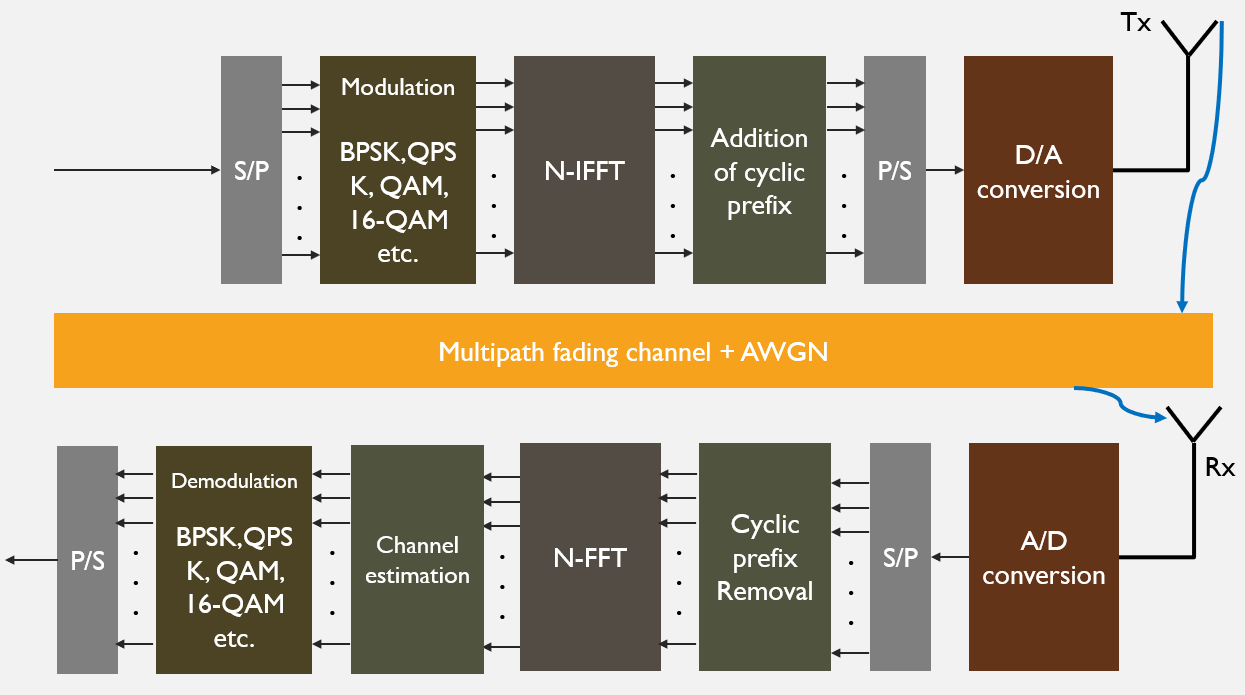 Tx
S/P
Modulation
BPSK,QPS
K, QAM,
16-QAM
etc.
N-IFFT
Addition
of cyclic
prefix
P/S
D/A
conversion
Multipath fading channel + AWGN
P/S
Demodulation
BPSK,QPS
K, QAM,
16-QAM
etc.
Channel
estimation
N-FFT
Cyclic
prefix
Removal
S/P
A/D
conversion
Rx